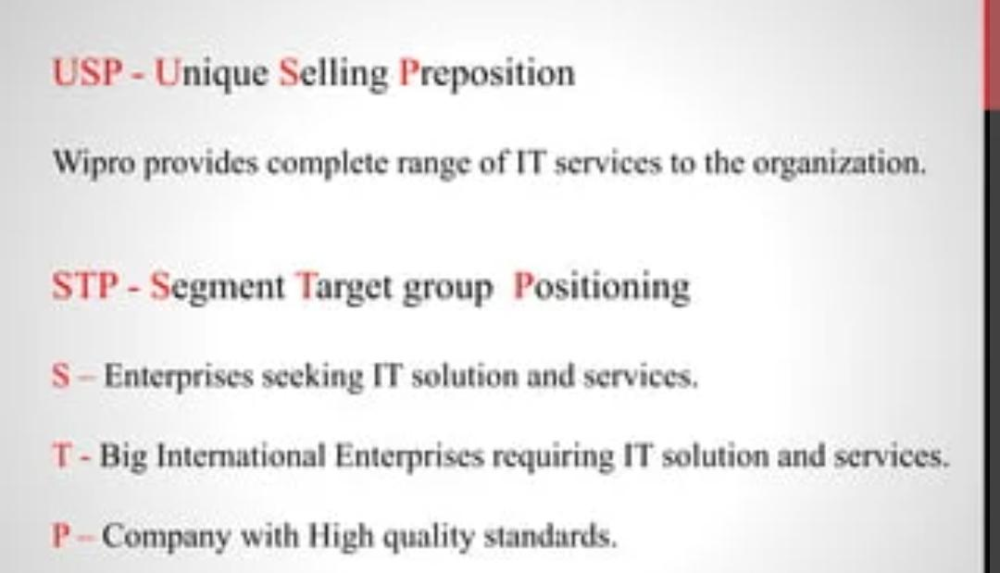 USP - Unique Selling Preposition
Wipro provides complete range of IT services to the organization.
STP - Segment Target group Positioning
S – Enterprises seeking IT solution and services.
T - Big International Enterprises requiring IT solution and services.
P – Company with High quality standards.